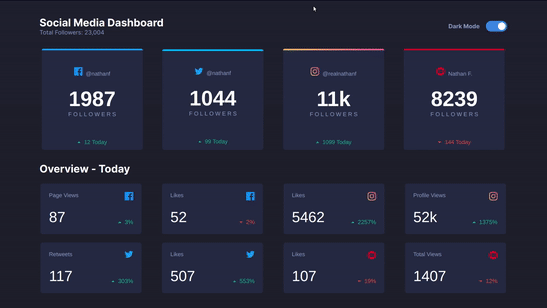 Social Media Dashboard
Total Followers: 23,004
Dark Mode
@nathanf
1987
FOLLOWERS
12 Today
@nathanf
1044
FOLLOWERS
99 Today
@realnathanf
11k
FOLLOWERS
1099 Today
Nathan F.
8239
FOLLOWERS
144 Today
Overview - Today
Page Views
87
3%
Likes
52
2%
Likes
5462
2257%
Profile Views
52k
1375%
Retweets
117
303%
Likes
507
553%
Likes
107
19%
Total Views
1407
12%